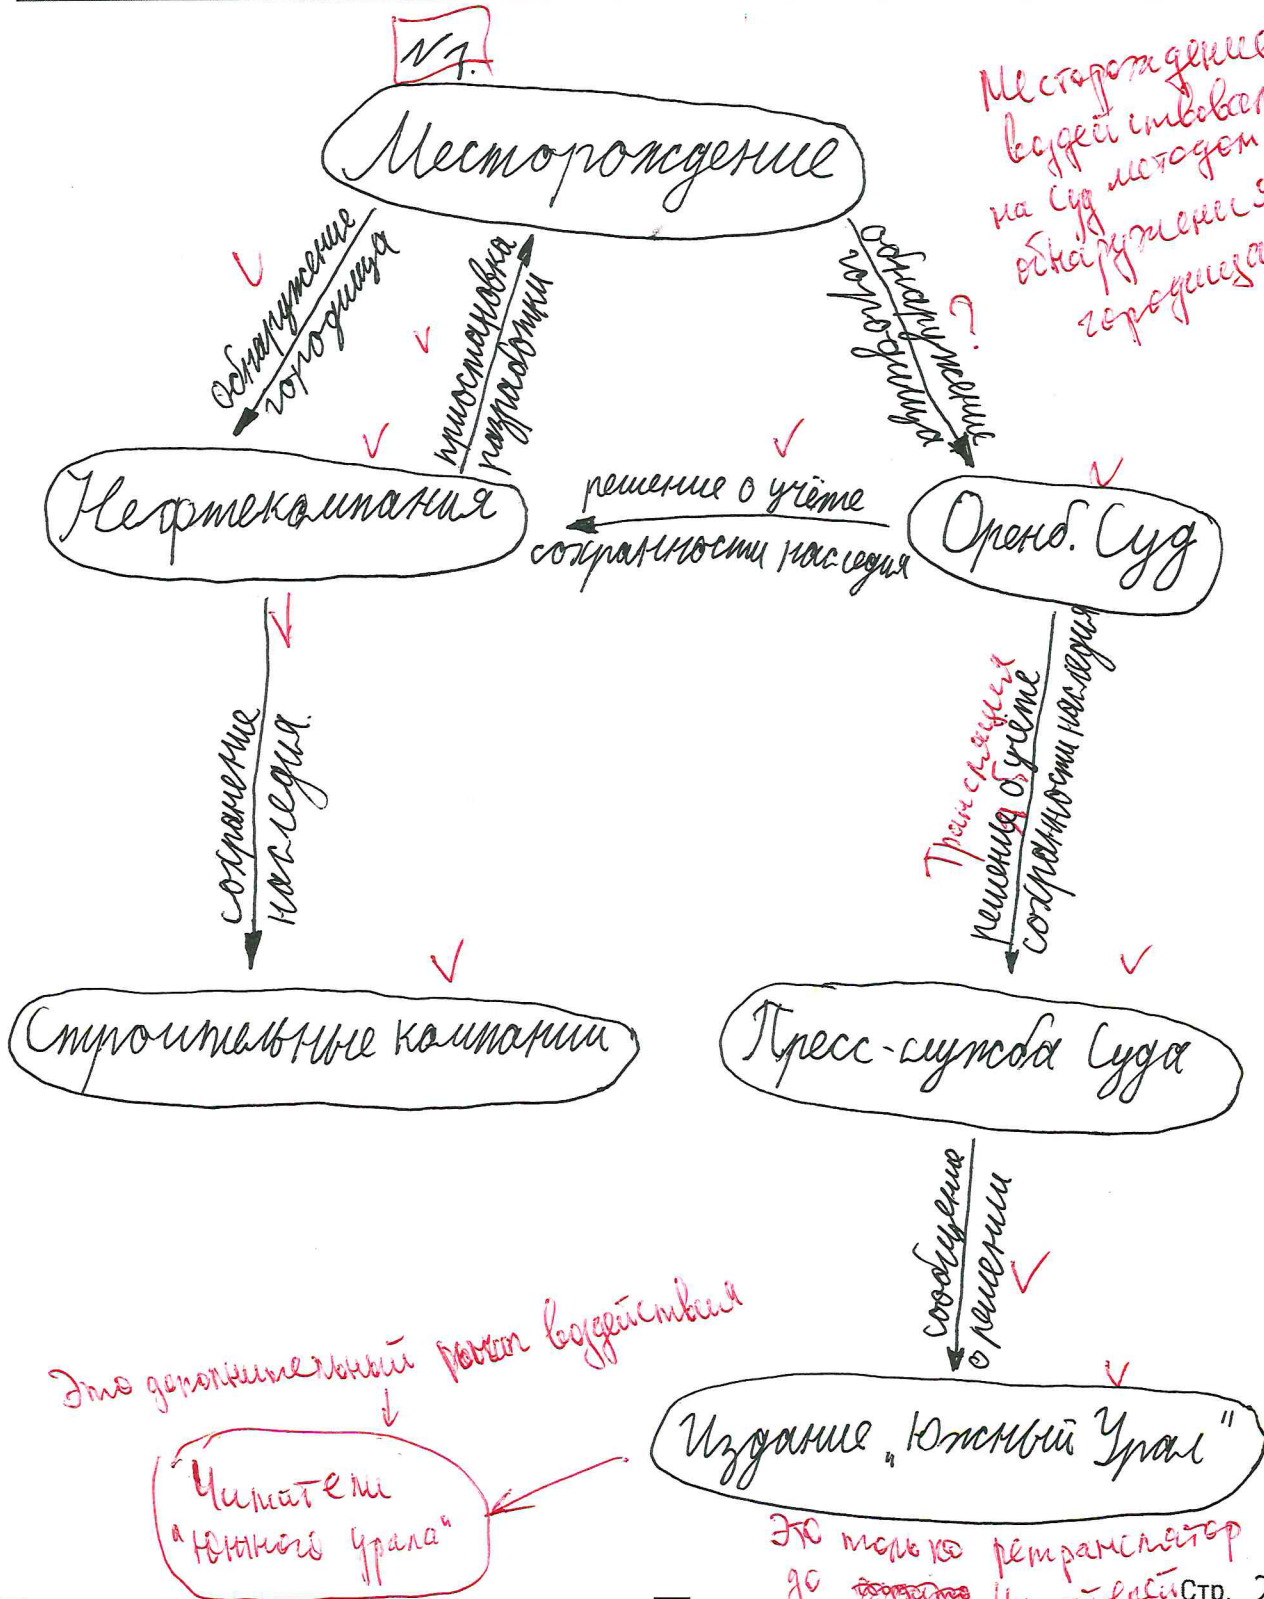 №1.
Месторождение
Месторождение
воздействовал
на суд методом
обнаружения
городища
обнаружение
городища
приостановка
разработки
обнаружение
городища
?
Нефтекомпания
решение о учёте
сохранности наследия
Оренб. Суд
сохранение
наследия.
Трансляция
решения об учёте
сохранности наследия
Строительные компании
Пресс-служба Суда
сообщение
о решении
Это дополнительный рычаг воздействия
Издание „Южный Урал"
Читатели
"Южного Урала"
Это только ретранслятор
до
Стр. 2